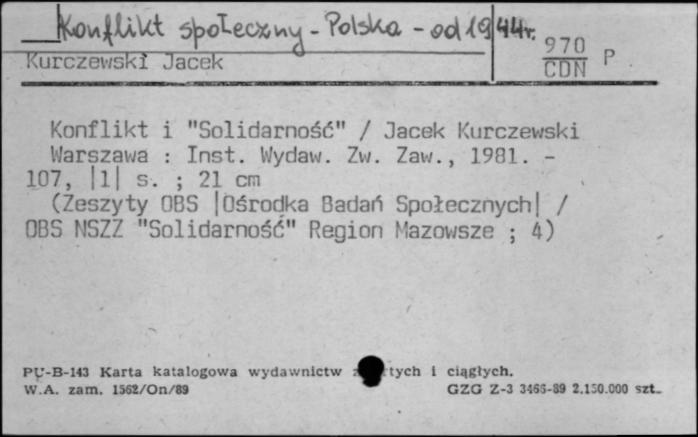 Konflikt społeczny - Polska - od 1944r.
970
CDN P
Kurczewski Jacek
Konflikt i "Solidarność" / Jacek Kurczewski
Warszawa : Inst. Wydaw. Zw. Zaw., 1981. -
107, |1| s. ; 21 cm
(Zeszyty OBS |Ośrodka Badań Społecznych| /
OBS NSZZ "Solidarność" Region Mazowsze ; 4)
PU-B-143 Karta katalogowa wydawnictw i ciągłych.
W.A. zam. 1562/On/89 GZG Z-3 3466-89 2.150.000 szt.